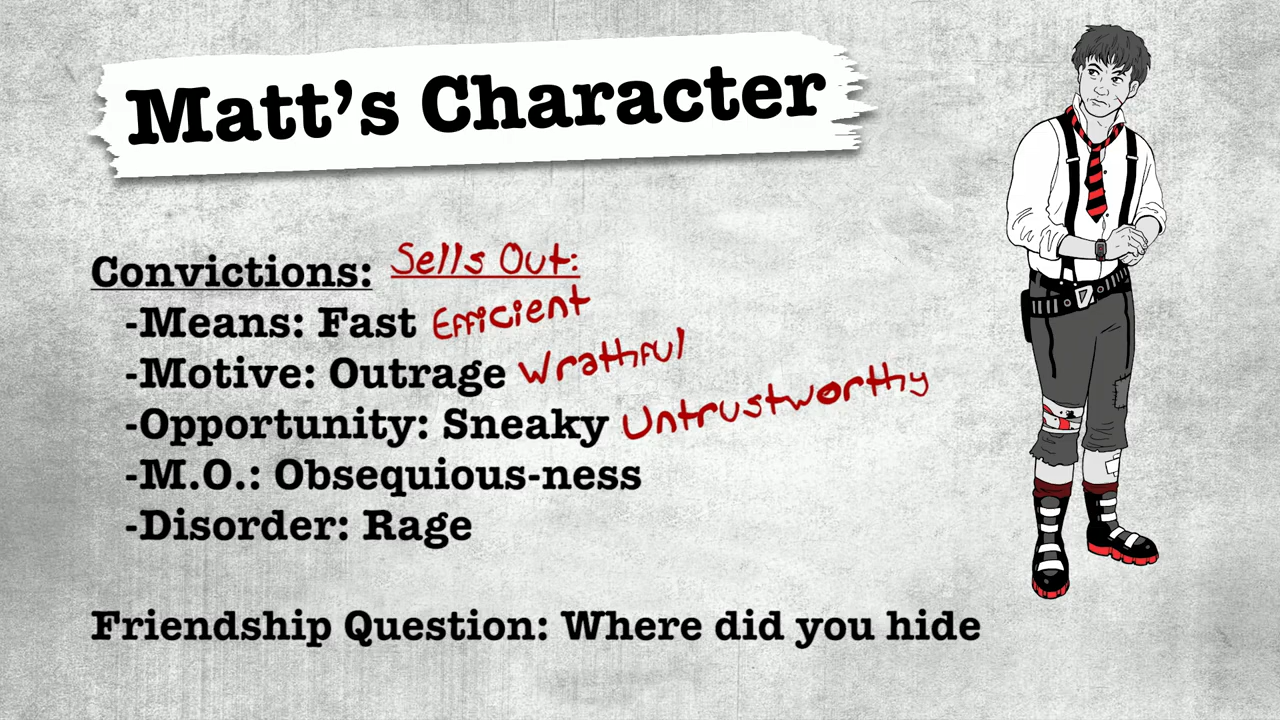 Matt's Character
Convictions: Sells Out:
-Means: Fast Efficient
-Motive: Outrage Wrathful
-Opportunity: Sneaky Untrustworthy
-M.O.: Obsequious-ness
-Disorder: Rage
Friendship Question: Where did you hide